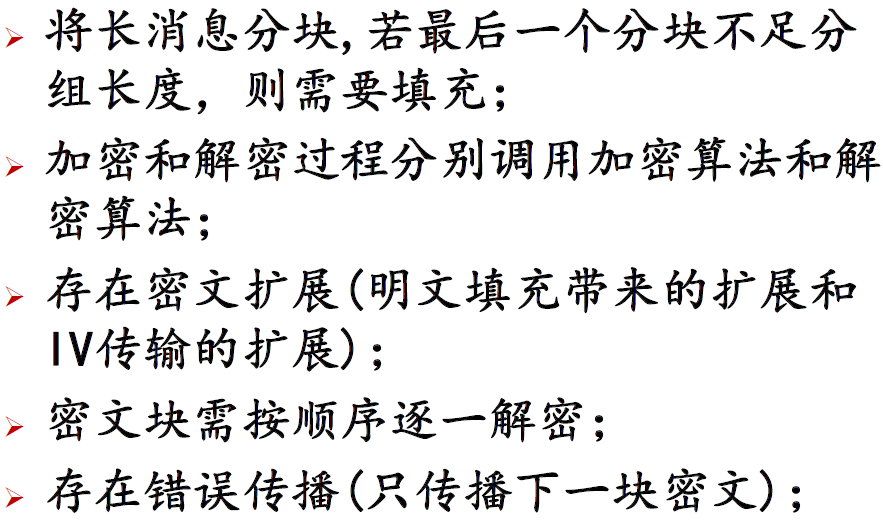 将长消息分块,若最后一个分块不足分
组长度，则需要填充;
加密和解密过程分别调用加密算法和解
密算法;
存在密文扩展(明文填充带来的扩展和
IV传输的扩展);
密文块需按顺序逐一解密;
存在错误传播(只传播下一块密文);